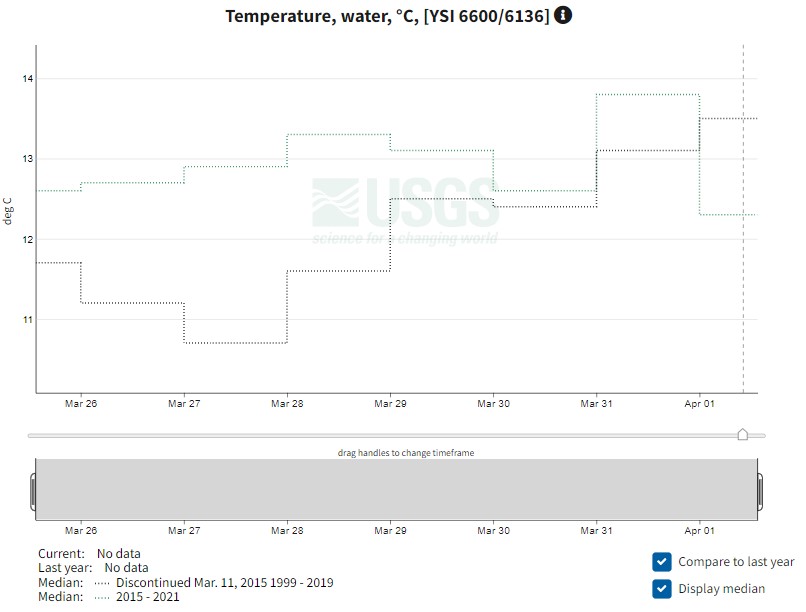 Temperature, water, °C, [YSI 6600/6136]
14
13
12
11
deg C
USGS
science for a changing world
Mar 26 Mar 27 Mar 28 Mar 29 Mar 30 Mar 31 Apr 01
drag handles to change timeframe
Mar 26 Mar 27 Mar 28 Mar 29 Mar 30 Mar 31 Apr 01
Current: No data
Last year: No data
Median: Discontinued Mar. 11, 2015 1999 - 2019
Median: 2015 - 2021
Compare to last year
Display median